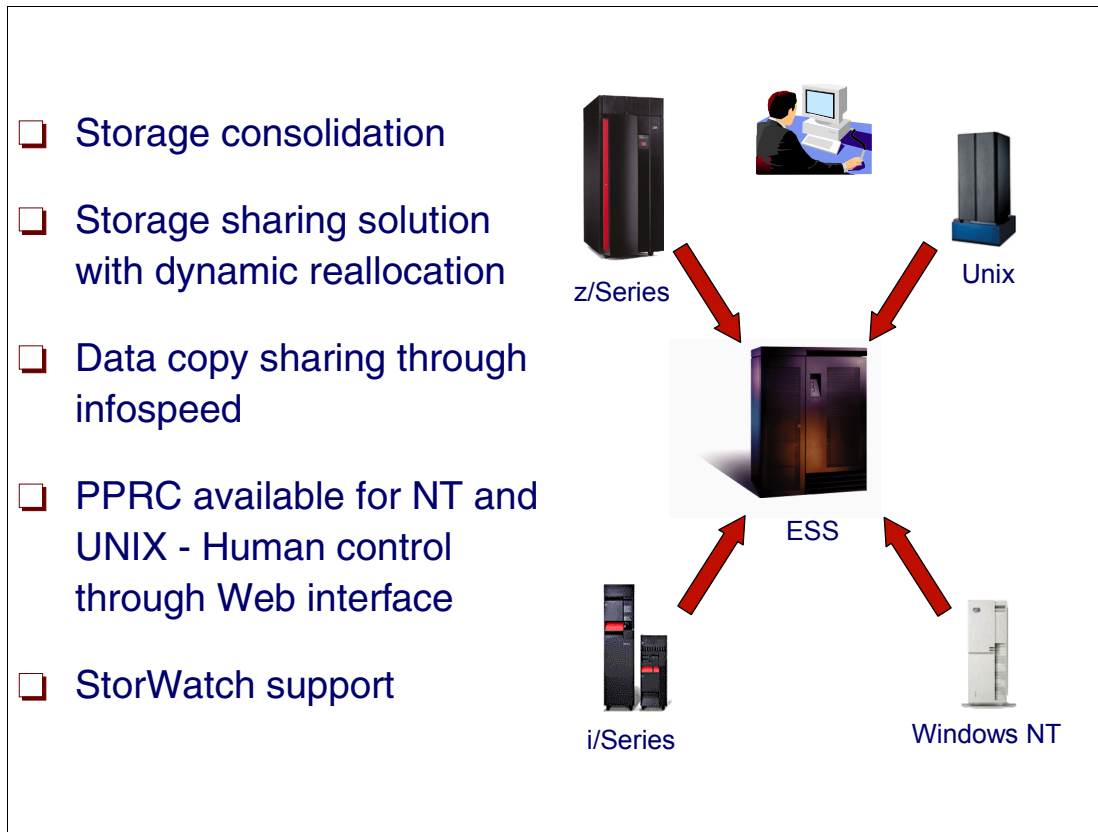 Storage consolidation
Storage sharing solution
with dynamic reallocation
Data copy sharing through
infospeed
PPRC available for NT and
UNIX - Human control
through Web interface
StorWatch support
z/Series
Unix
ESS
i/Series
Windows NT